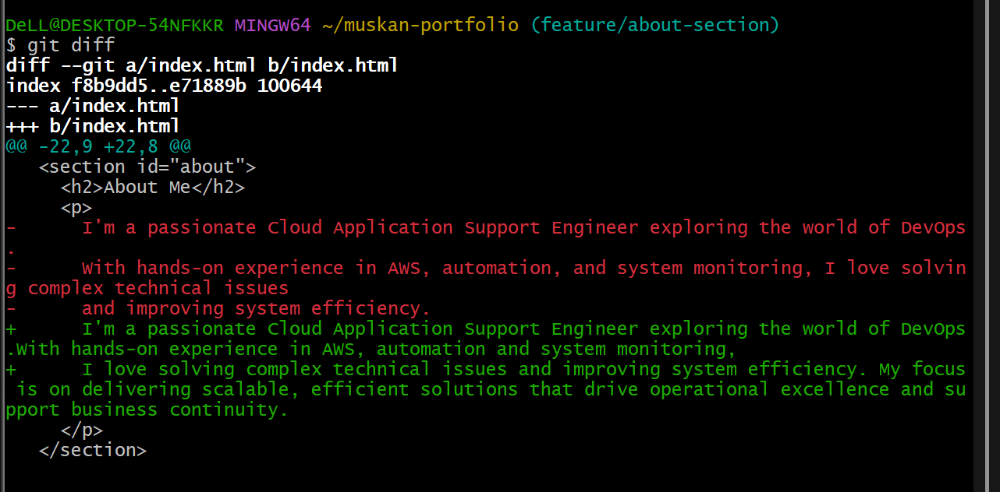 DeLL@DESKTOP-54NFKKR MINGW64 ~/muskan-portfolio (feature/about-section)
$ git diff
diff --git a/index.html b/index.html
index f8b9dd5..e71889b 100644
--- a/index.html
+++ b/index.html
@@ -22,9 +22,8 @@
   <section id="about">
     <h2>About Me</h2>
     <p>
-      I'm a passionate Cloud Application Support Engineer exploring the world of DevOps
.
-      With hands-on experience in AWS, automation, and system monitoring, I love solvin
g complex technical issues
-      and improving system efficiency.
+      I'm a passionate Cloud Application Support Engineer exploring the world of DevOps
.With hands-on experience in AWS, automation and system monitoring,
+      I love solving complex technical issues and improving system efficiency. My focus
 is on delivering scalable, efficient solutions that drive operational excellence and su
pport business continuity.
     </p>
   </section>